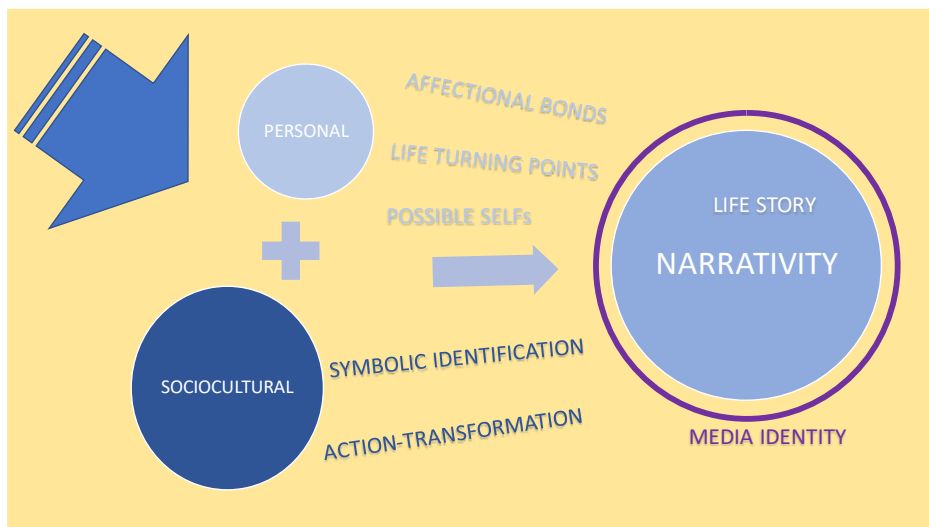 PERSONAL
AFFECTIONAL BONDS
LIFE TURNING POINTS
POSSIBLE SELFs
SOCIOCULTURAL
SYMBOLIC IDENTIFICATION
ACTION-TRANSFORMATION
LIFE STORY
NARRATIVITY
MEDIA IDENTITY